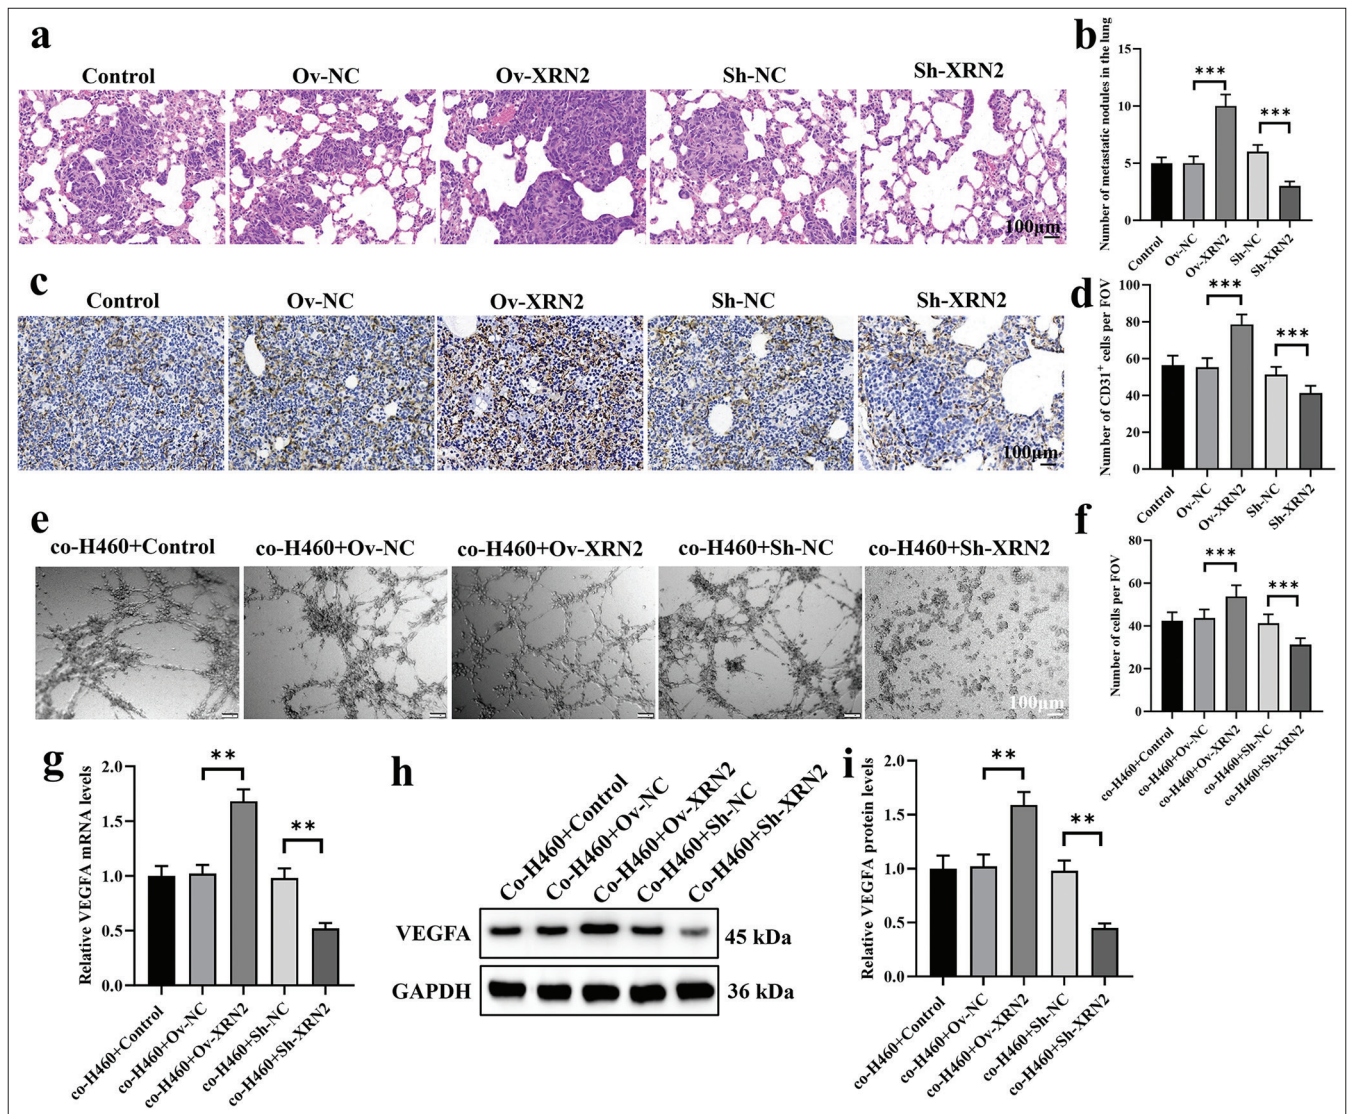 a
Control
Ov-NC
Ov-XRN2
Sh-NC
Sh-XRN2
100μm
b
Number of metastatic nodules in the lung
15
10
5
0
***
***
Control
Ov-NC
Ov-XRN2
Sh-NC
Sh-XRN2
c
Control
Ov-NC
Ov-XRN2
Sh-NC
Sh-XRN2
100μm
d
Number of CD31+ cells per FOV
100
80
60
40
20
0
***
***
Control
Ov-NC
Ov-XRN2
Sh-NC
Sh-XRN2
e
co-H460+Control
co-H460+Ov-NC
co-H460+Ov-XRN2
co-H460+Sh-NC
co-H460+Sh-XRN2
100μm
f
Number of cells per FOV
80
60
40
20
0
***
***
co-H460+Control
co-H460+Ov-NC
co-H460+Ov-XRN2
co-H460+Sh-NC
co-H460+Sh-XRN2
g
Relative VEGFA mRNA levels
2.0
1.5
1.0
0.5
0.0
**
**
co-H460+Control
co-H460+Ov-NC
co-H460+Ov-XRN2
co-H460+Sh-NC
co-H460+Sh-XRN2
h
Co-H460+Control
Co-H460+Ov-NC
Co-H460+Ov-XRN2
Co-H460+Sh-NC
Co-H460+Sh-XRN2
VEGFA
45 kDa
GAPDH
36 kDa
i
Relative VEGFA protein levels
2.0
1.5
1.0
0.5
0.0
**
**
co-H460+Control
co-H460+Ov-NC
co-H460+Ov-XRN2
co-H460+Sh-NC
co-H460+Sh-XRN2